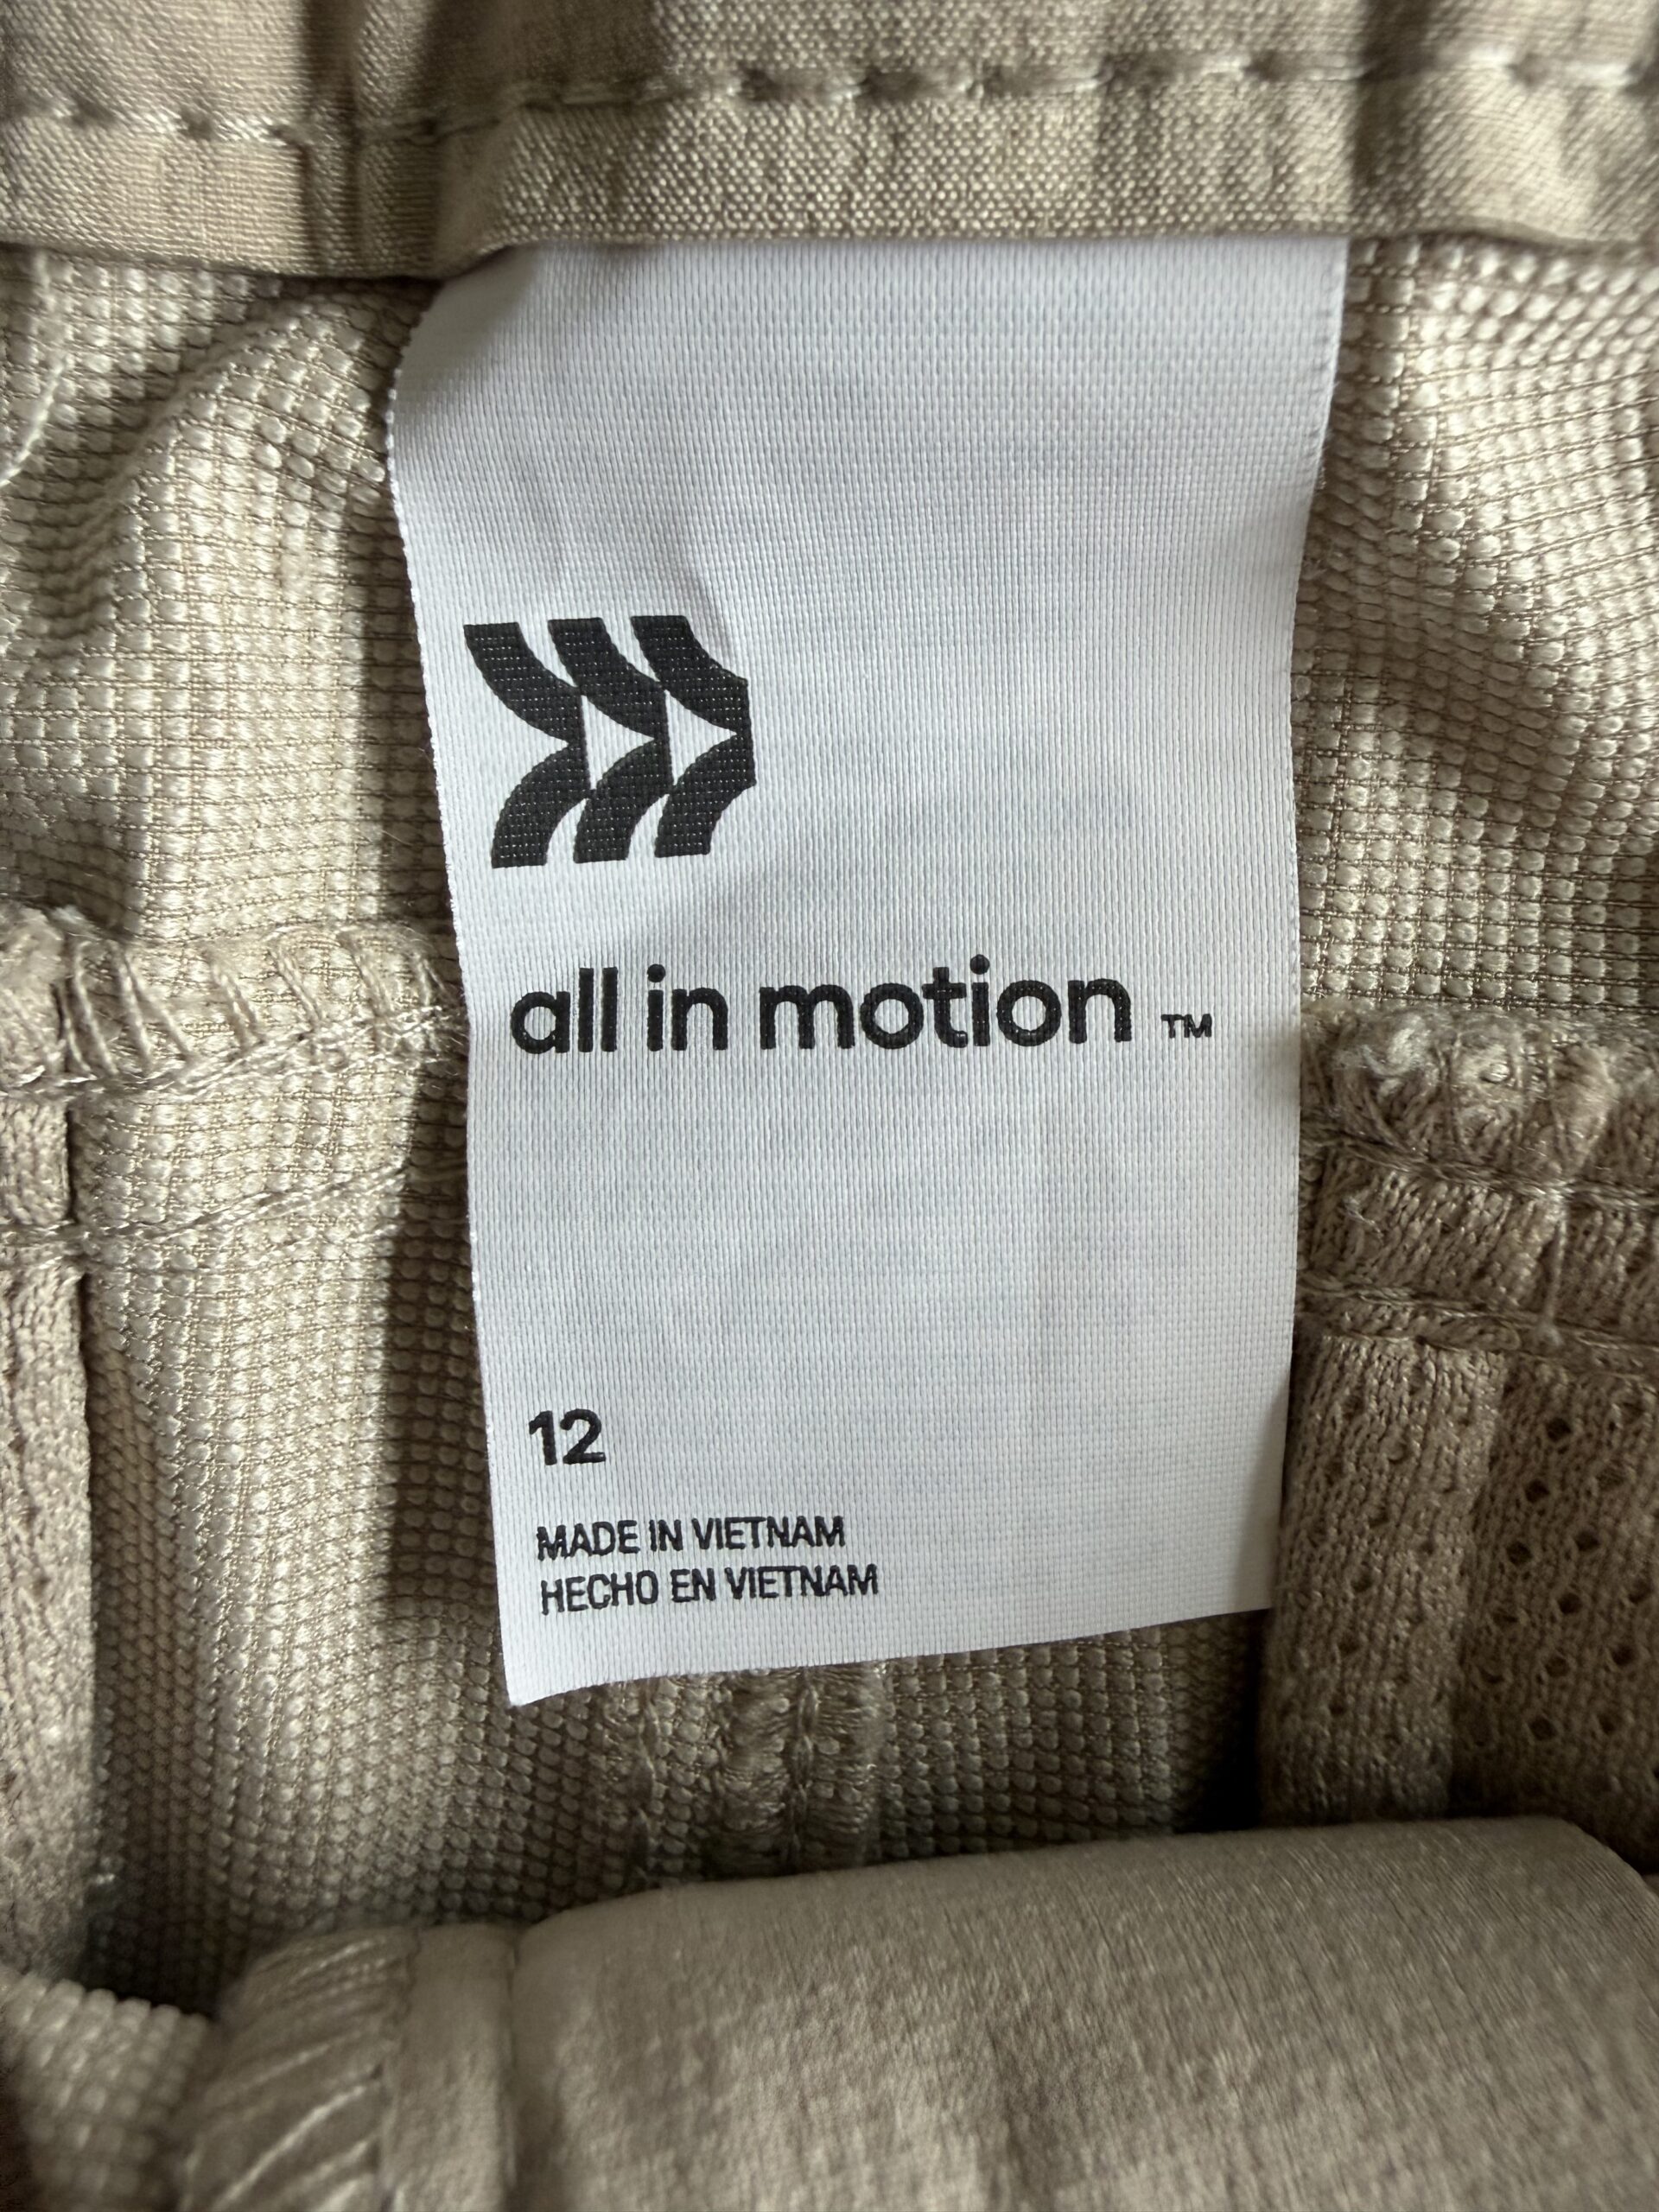 all in motion ™
12
MADE IN VIETNAM
HECHO EN VIETNAM